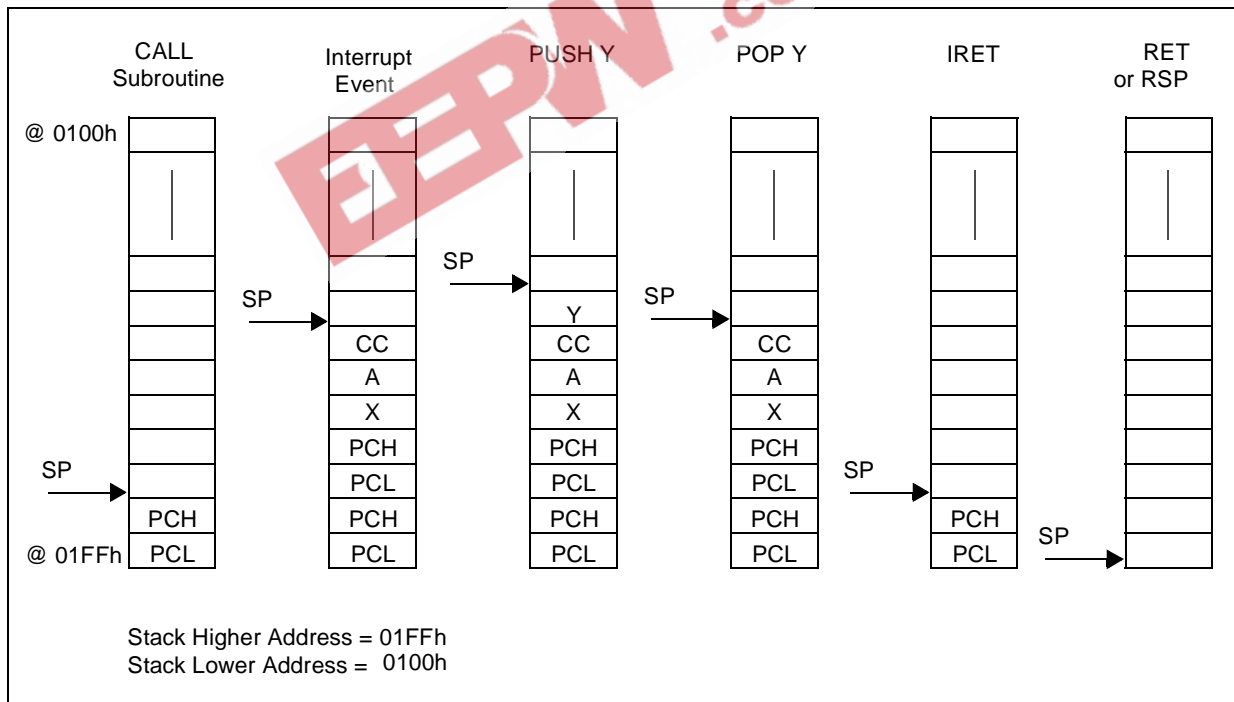 CALL
Subroutine
Interrupt
Event
PUSH Y
POP Y
IRET
RET
or RSP
@ 0100h
SP
PCH
@ 01FFh
PCL
SP
CC
A
X
PCH
PCL
PCH
PCL
SP
Y
CC
A
X
PCH
PCL
PCH
PCL
SP
CC
A
X
PCH
PCL
PCH
PCL
SP
PCH
PCL
SP
Stack Higher Address = 01FFh
Stack Lower Address = 0100h
EEPW